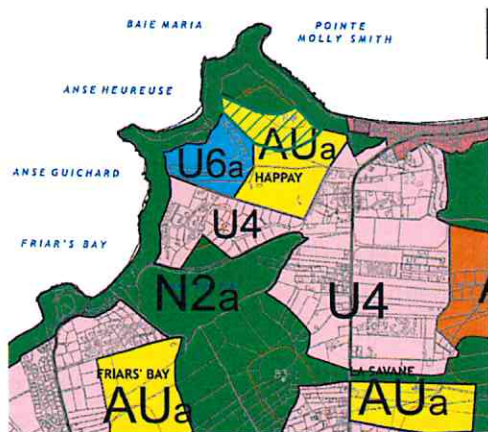 BAIE MARIA
POINTE
MOLLY SMITH
ANSE HEUREUSE
ANSE GUICHARD
U6a
AUa
HAPPAY
FRIAR'S BAY
U4
N2a
U4
FRIARS' BAY
AUa
LA SAVANE
AUa